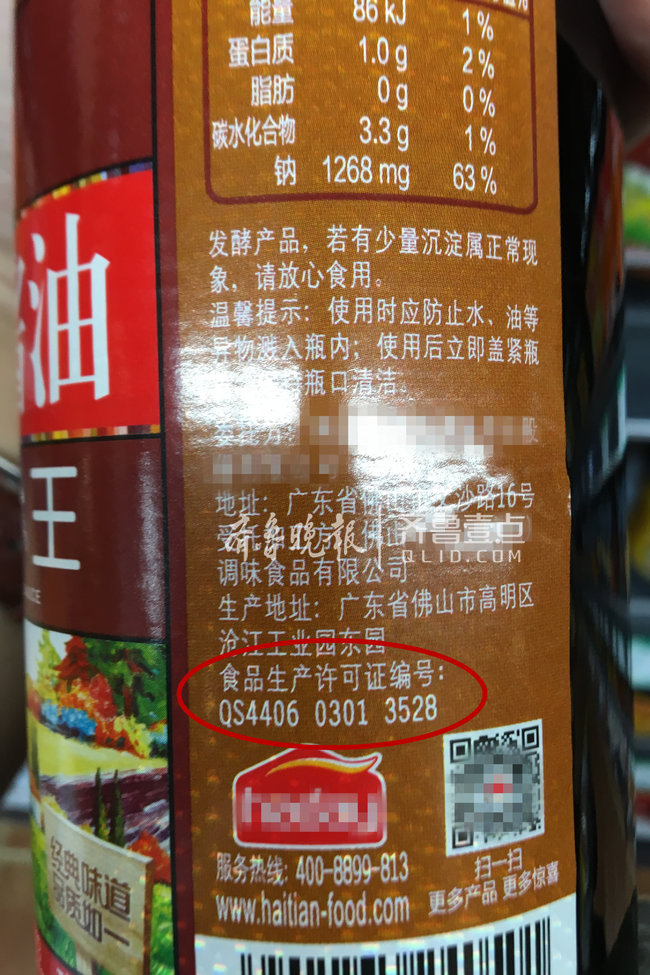 能量 86 kJ 1%
蛋白质 1.0 g 2%
脂肪 0 g 0%
碳水化合物 3.3 g 1%
钠 1268 mg 63%
发酵产品，若有少量沉淀属正常现
象，请放心食用。
温馨提示：使用时应防止水、油等
异物溅入瓶内；使用后立即盖紧瓶
瓶口清洁。
地址：广东省佛山 沙路16号
调味食品有限公司
生产地址：广东省佛山市高明区
沧江工业园东园
食品生产许可证编号：
QS4406 0301 3528
服务热线：400-8899-813
www.haitian-food.com
扫一扫
更多产品 更多惊喜
油
王
经典味道
品质如一
齐鲁晚报
齐鲁壹点
QLID.COM